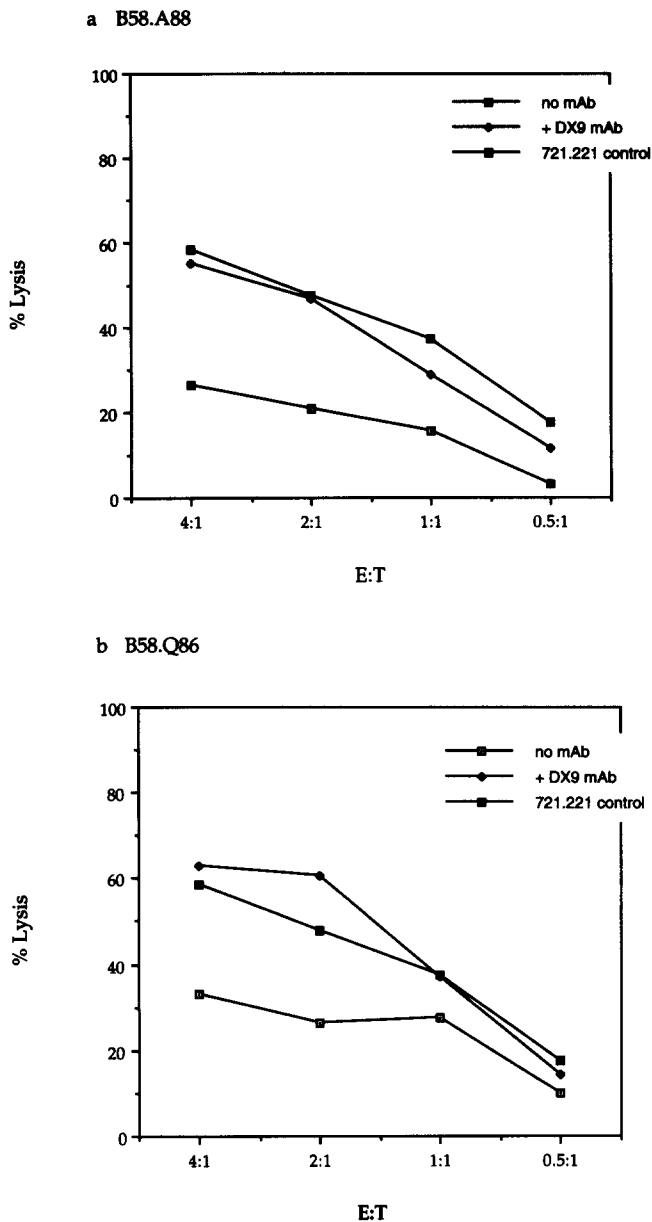 a B58.A88
100
80
60
40
20
0
% Lysis
no mAb
+ DX9 mAb
721.221 control
4:1
2:1
1:1
0.5:1
E:T
b B58.Q86
100
80
60
40
20
0
% Lysis
no mAb
+ DX9 mAb
721.221 control
4:1
2:1
1:1
0.5:1
E:T